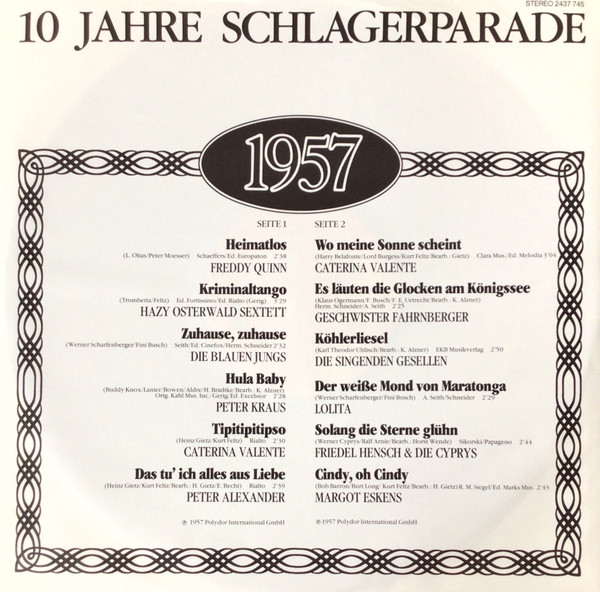 STEREO 2437 745
10 JAHRE SCHLAGERPARADE
1957
SEITE 1
Heimatlos
(L. Olias/Peter Moesser) Schaeffers/Ed. Europaton 2'38
FREDDY QUINN
Kriminaltango
(Trombetta/Feltz) Ed. Fortissimo/Ed. Rialto (Gerig) 3'29
HAZY OSTERWALD SEXTETT
Zuhause, zuhause
(Werner Scharfenberger/Fini Busch) Seith/Ed. Cinefox/Herm. Schneider 2'32
DIE BLAUEN JUNGS
Hula Baby
(Buddy Knox/Lanier/Bowen/Aldne/H. Bradtke/Bearb.: K. Alzner)
Orig. Kahl Mus. Inc./Gerig/Ed. Excelsior 2'28
PETER KRAUS
Tipitipitipso
(Heinz Gietz/Kurt Feltz) Rialto 2'30
CATERINA VALENTE
Das tu' ich alles aus Liebe
(Heinz Gietz/Kurt Feltz/Bearb.: H. Gietz/E. Becht) Rialto 2'39
PETER ALEXANDER
℗ 1957 Polydor International GmbH
SEITE 2
Wo meine Sonne scheint
(Harry Belafonte/Lord Burgess/Kurt Feltz/Bearb.: Gietz) Clara Mus./Ed. Melodia 3'04
CATERINA VALENTE
Es läuten die Glocken am Königssee
(Klaus Ogermann/F. Busch/F. E. Uetrecht/Bearb.: K. Alzner)
Herm. Schneider/A. Seith 2'25
GESCHWISTER FAHRNBERGER
Köhlerliesel
(Karl Theodor Uhlisch/Bearb.: K. Alzner) EKB Musikverlag 2'50
DIE SINGENDEN GESELLEN
Der weiße Mond von Maratonga
(Werner Scharfenberger/Fini Busch) A. Seith/Schneider 2'29
LOLITA
Solang die Sterne glühn
(Werner Cyprys/Ralf Arnie/Bearb.: Horst Wende) Sikorski/Papageno 2'44
FRIEDEL HENSCH & DIE CYPRYS
Cindy, oh Cindy
(Bob Barron/Burt Long/ Kurt Feltz/Bearb.: H. Gietz) R. M. Siegel/Ed. Marks Mus. 2'43
MARGOT ESKENS
℗ 1957 Polydor International GmbH